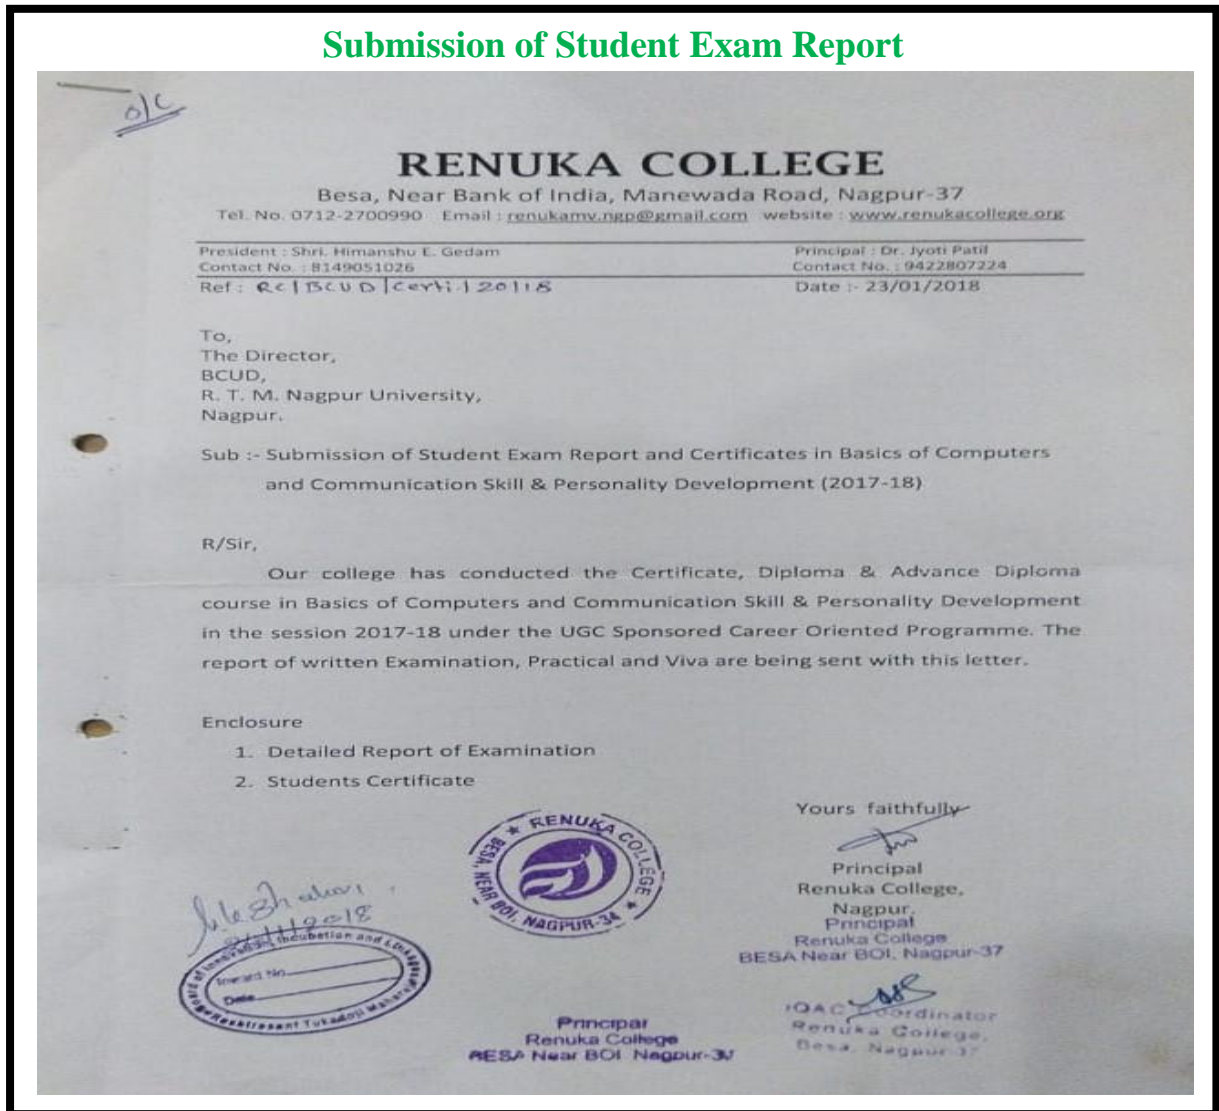 Submission of Student Exam Report
o/c
RENUKA COLLEGE
Besa, Near Bank of India, Manewada Road, Nagpur-37
Tel. No. 0712-2700990 Email : renukamv.ngp@gmail.com website : www.renukacollege.org
President : Shri. Himanshu E. Gedam Principal : Dr. Jyoti Patil
Contact No. : 8149051026 Contact No. : 9422807224
Ref : RC|BCUD|Certi.|20118 Date :- 23/01/2018
To,
The Director,
BCUD,
R. T. M. Nagpur University,
Nagpur.
Sub :- Submission of Student Exam Report and Certificates in Basics of Computers
and Communication Skill & Personality Development (2017-18)
R/Sir,
Our college has conducted the Certificate, Diploma & Advance Diploma
course in Basics of Computers and Communication Skill & Personality Development
in the session 2017-18 under the UGC Sponsored Career Oriented Programme. The
report of written Examination, Practical and Viva are being sent with this letter.
Enclosure
1. Detailed Report of Examination
2. Students Certificate
Yours faithfully
Principal
Renuka College,
Nagpur.
Principal
Renuka College
BESA Near BOI, Nagpur-37
★ RENUKA COLLEGE ★
BESA, NEAR BOI, NAGPUR-34
Innovation Incubation and Linkages
Inward No.
Date
Tukadoji Maharaj
Principal
Renuka College
BESA Near BOI Nagpur-37
IQAC Coordinator
Renuka College,
Besa, Nagpur-37